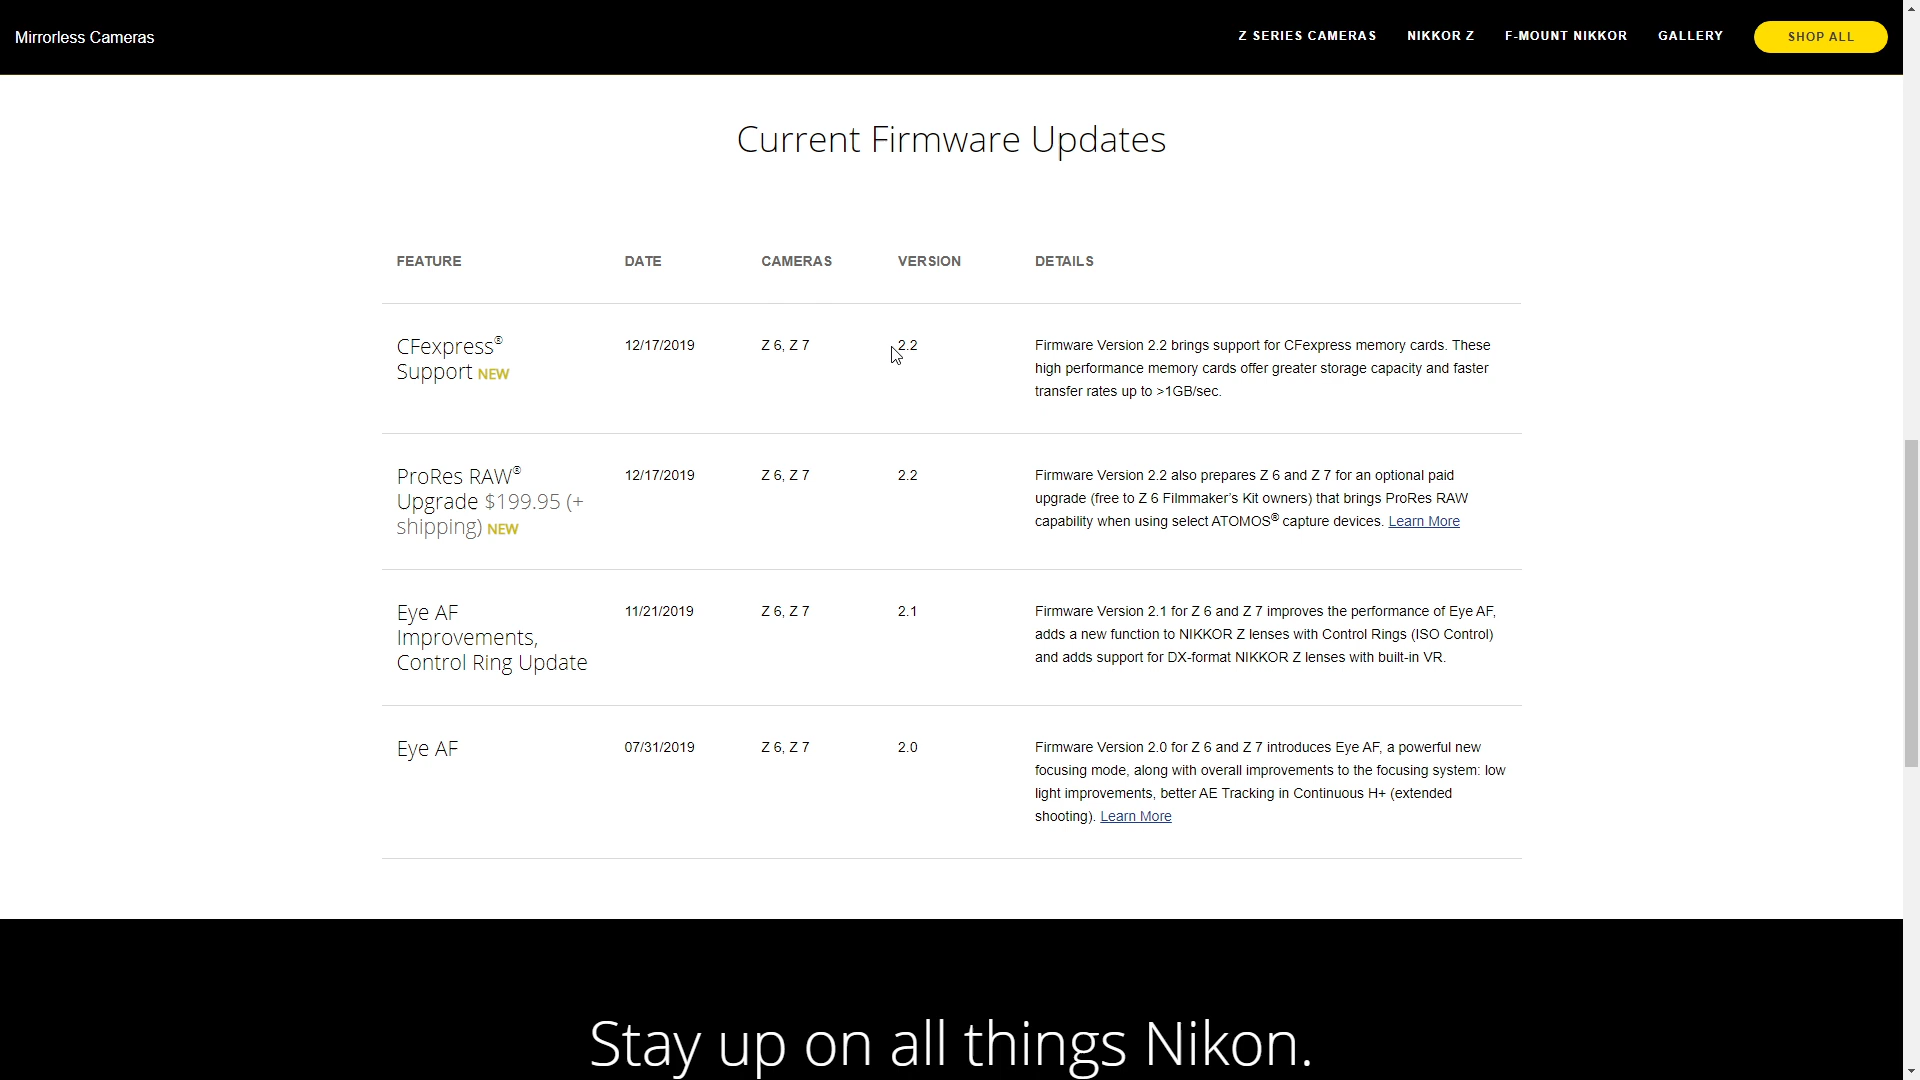 Mirrorless Cameras
Z SERIES CAMERAS
NIKKOR Z
F-MOUNT NIKKOR
GALLERY
SHOP ALL
Current Firmware Updates
FEATURE
DATE
CAMERAS
VERSION
DETAILS
CFexpress®
Support NEW
12/17/2019
Z 6, Z 7
2.2
Firmware Version 2.2 brings support for CFexpress memory cards. These
high performance memory cards offer greater storage capacity and faster
transfer rates up to >1GB/sec.
ProRes RAW®
Upgrade $199.95 (+
shipping) NEW
12/17/2019
Z 6, Z 7
2.2
Firmware Version 2.2 also prepares Z 6 and Z 7 for an optional paid
upgrade (free to Z 6 Filmmaker’s Kit owners) that brings ProRes RAW
capability when using select ATOMOS® capture devices. Learn More
Eye AF
Improvements,
Control Ring Update
11/21/2019
Z 6, Z 7
2.1
Firmware Version 2.1 for Z 6 and Z 7 improves the performance of Eye AF,
adds a new function to NIKKOR Z lenses with Control Rings (ISO Control)
and adds support for DX-format NIKKOR Z lenses with built-in VR.
Eye AF
07/31/2019
Z 6, Z 7
2.0
Firmware Version 2.0 for Z 6 and Z 7 introduces Eye AF, a powerful new
focusing mode, along with overall improvements to the focusing system: low
light improvements, better AE Tracking in Continuous H+ (extended
shooting). Learn More
Stay up on all things Nikon.